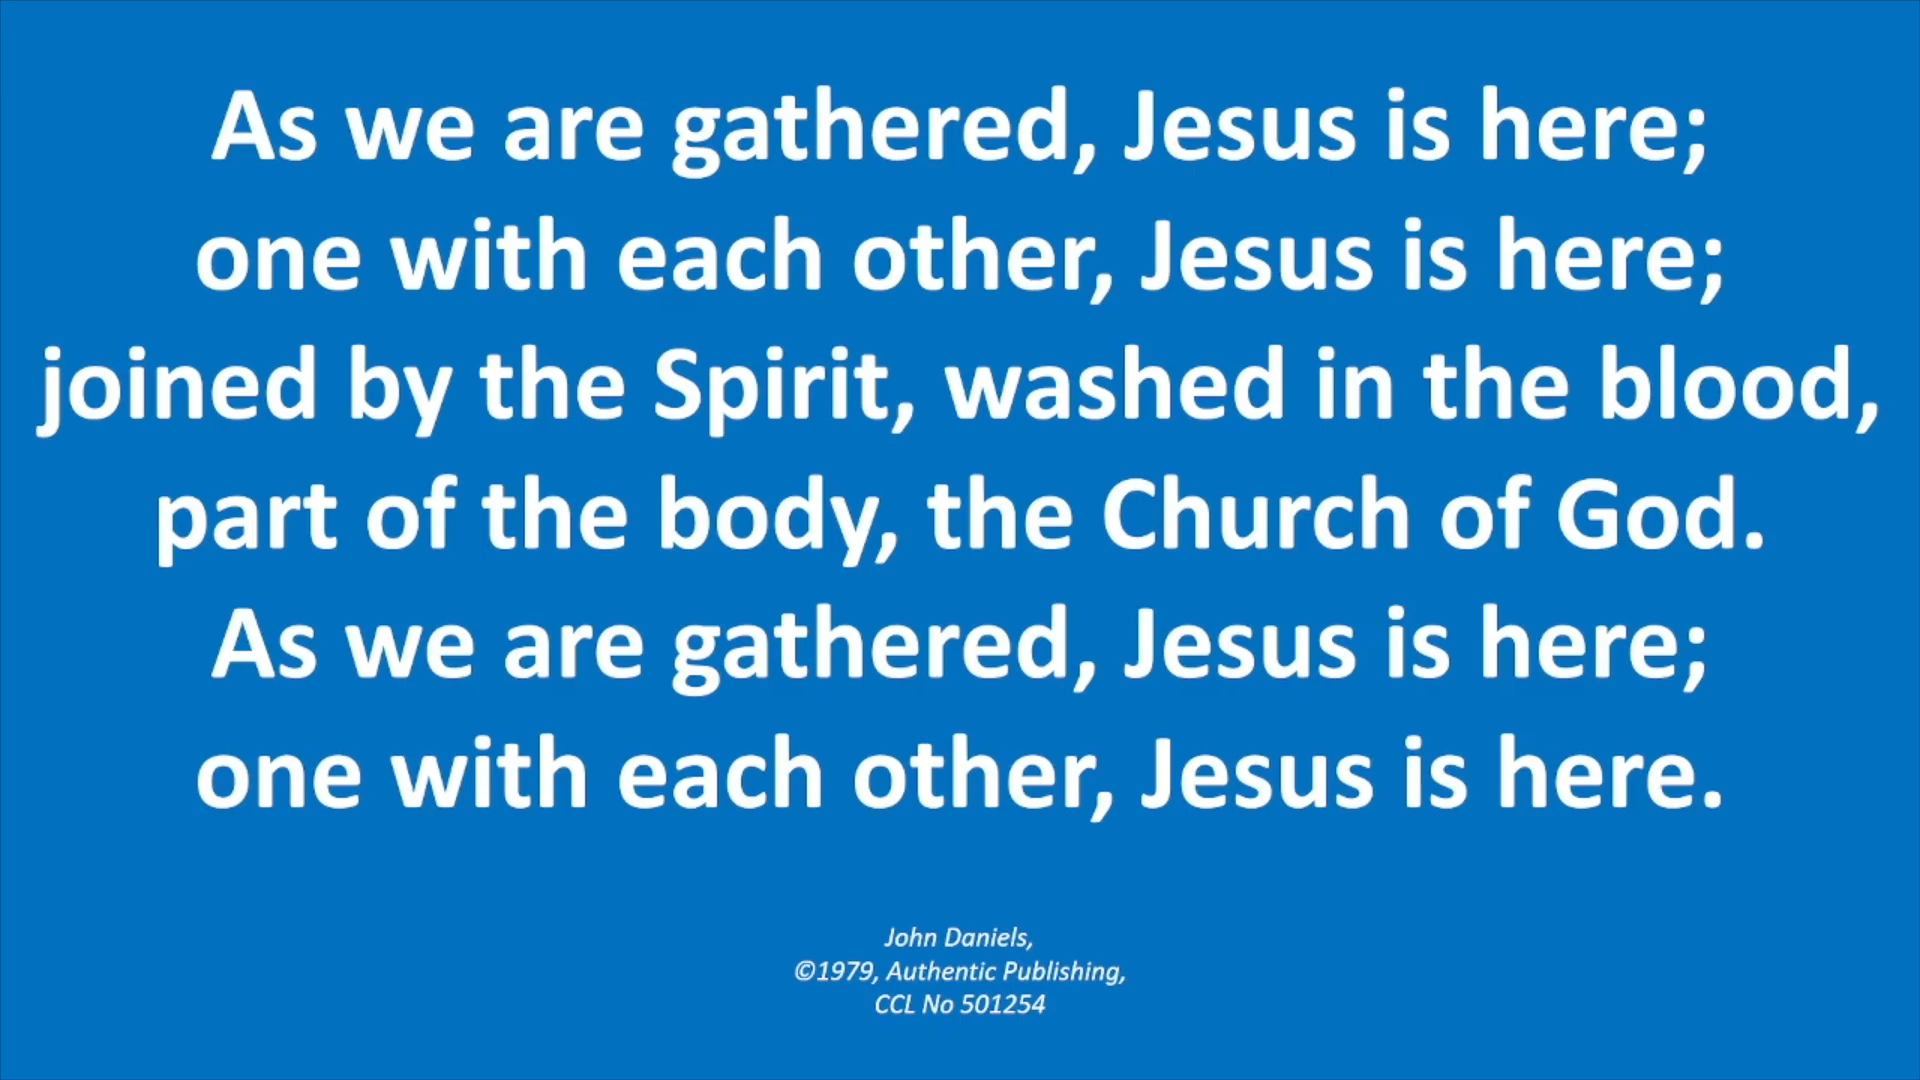 As we are gathered, Jesus is here;
one with each other, Jesus is here;
joined by the Spirit, washed in the blood,
part of the body, the Church of God.
As we are gathered, Jesus is here;
one with each other, Jesus is here.
John Daniels,
©1979, Authentic Publishing,
CCL No 501254